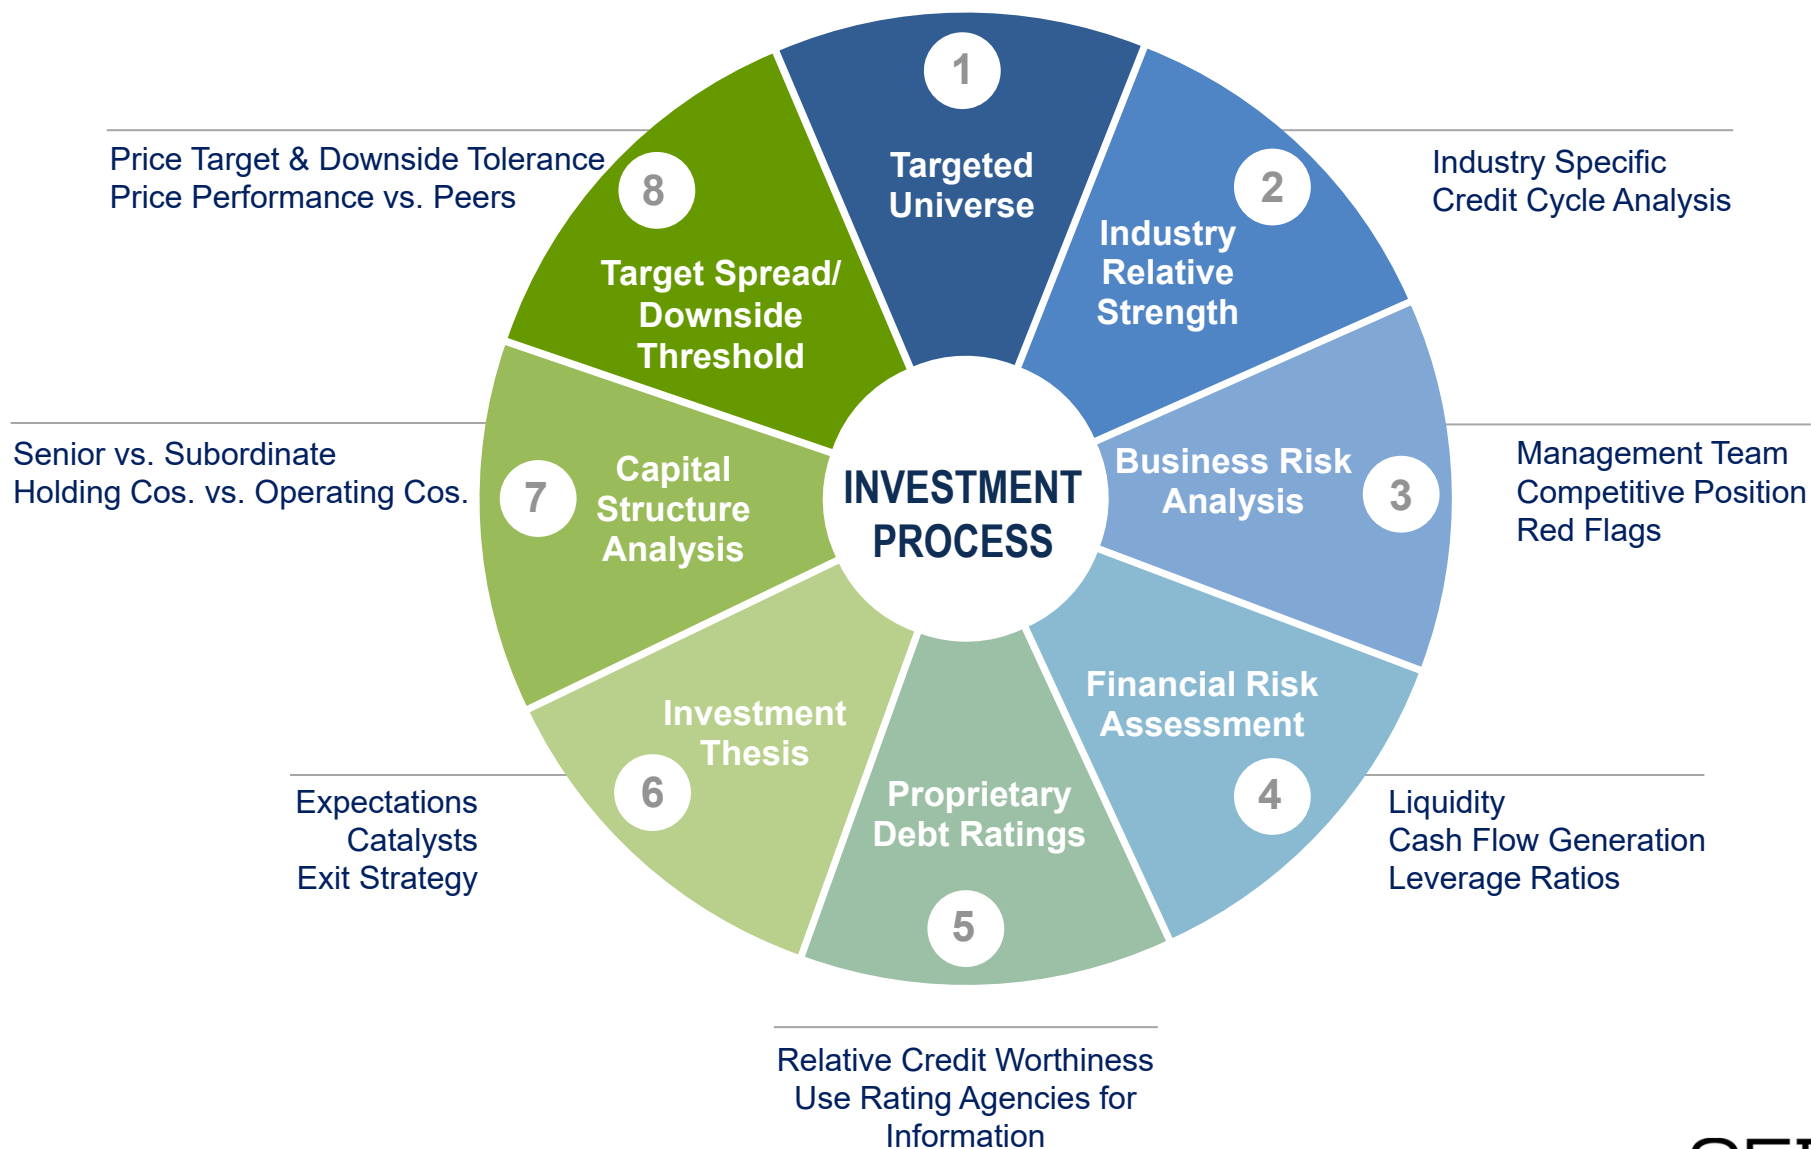 1
Targeted
Universe
2
Industry
Relative
Strength
Industry Specific
Credit Cycle Analysis
3
Business Risk
Analysis
Management Team
Competitive Position
Red Flags
4
Financial Risk
Assessment
Liquidity
Cash Flow Generation
Leverage Ratios
5
Proprietary
Debt Ratings
Relative Credit Worthiness
Use Rating Agencies for
Information
6
Investment
Thesis
Expectations
Catalysts
Exit Strategy
7
Capital
Structure
Analysis
Senior vs. Subordinate
Holding Cos. vs. Operating Cos.
8
Target Spread/
Downside
Threshold
Price Target & Downside Tolerance
Price Performance vs. Peers
INVESTMENT
PROCESS